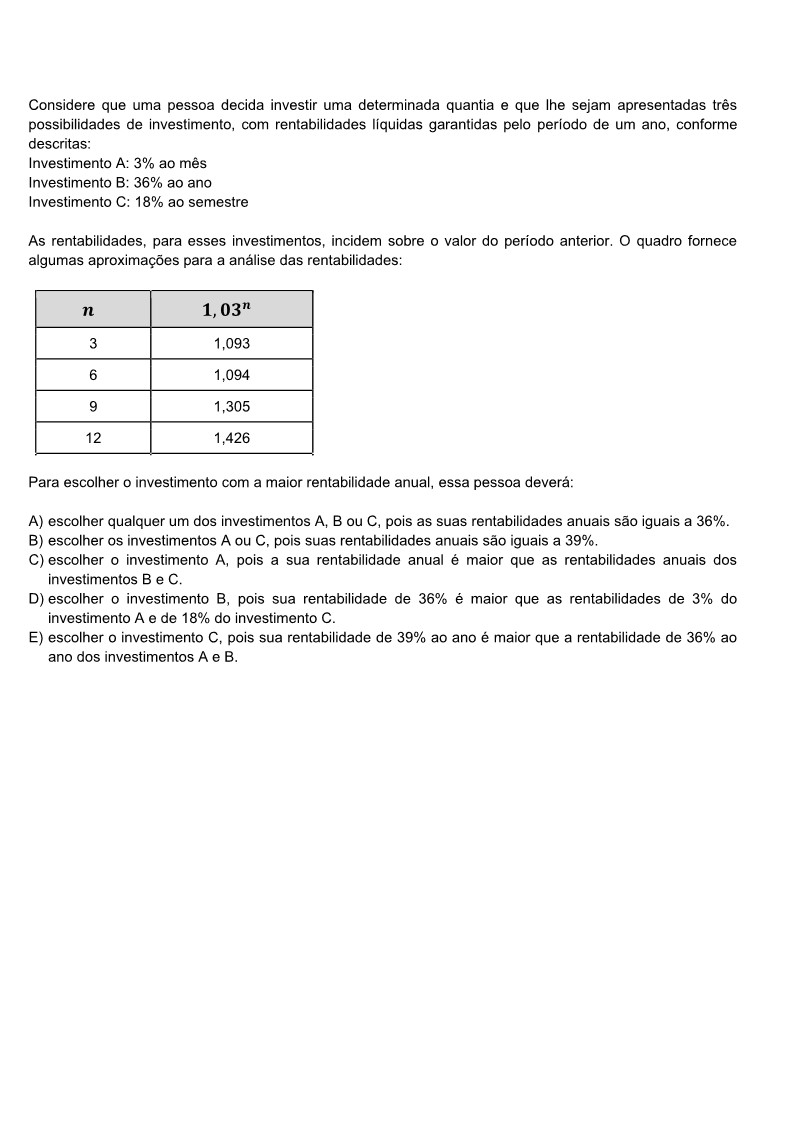 Considere que uma pessoa decida investir uma determinada quantia e que lhe sejam apresentadas três
possibilidades de investimento, com rentabilidades líquidas garantidas pelo período de um ano, conforme
descritas:
Investimento A: 3% ao mês
Investimento B: 36% ao ano
Investimento C: 18% ao semestre
As rentabilidades, para esses investimentos, incidem sobre o valor do período anterior. O quadro fornece
algumas aproximações para a análise das rentabilidades:
n 1,03ⁿ
3 1,093
6 1,094
9 1,305
12 1,426
Para escolher o investimento com a maior rentabilidade anual, essa pessoa deverá:
A) escolher qualquer um dos investimentos A, B ou C, pois as suas rentabilidades anuais são iguais a 36%.
B) escolher os investimentos A ou C, pois suas rentabilidades anuais são iguais a 39%.
C) escolher o investimento A, pois a sua rentabilidade anual é maior que as rentabilidades anuais dos
investimentos B e C.
D) escolher o investimento B, pois sua rentabilidade de 36% é maior que as rentabilidades de 3% do
investimento A e de 18% do investimento C.
E) escolher o investimento C, pois sua rentabilidade de 39% ao ano é maior que a rentabilidade de 36% ao
ano dos investimentos A e B.